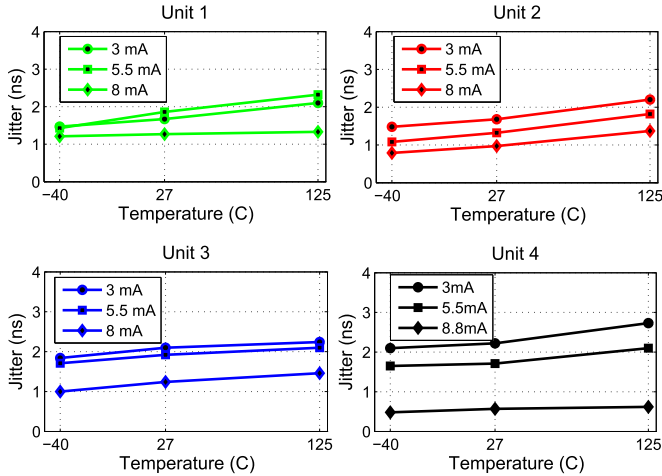 Unit 1
Jitter (ns)
4
3
2
1
0
3 mA
5.5 mA
8 mA
−40
27
125
Temperature (C)
Unit 2
Jitter (ns)
4
3
2
1
0
3 mA
5.5 mA
8 mA
−40
27
125
Temperature (C)
Unit 3
Jitter (ns)
4
3
2
1
0
3 mA
5.5 mA
8 mA
−40
27
125
Temperature (C)
Unit 4
Jitter (ns)
4
3
2
1
0
3mA
5.5mA
8.8mA
−40
27
125
Temperature (C)